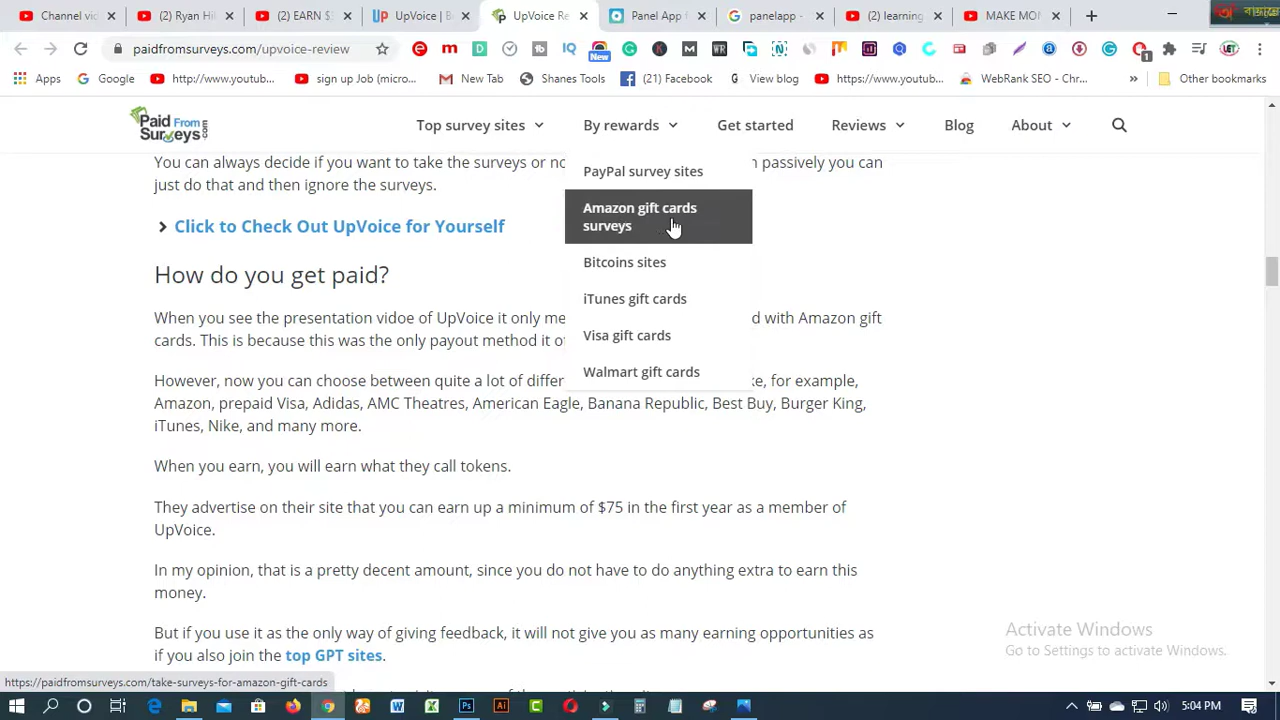 Channel vid
(2) Ryan Hil
(2) EARN $
UpVoice | B
UpVoice Re
Panel App f
panelapp
(2) learning
MAKE MON
paidfromsurveys.com/upvoice-review
New
1
Apps
Google
http://www.youtub...
sign up Job (micro...
New Tab
Shanes Tools
(21) Facebook
View blog
https://www.youtu...
WebRank SEO - Chr...
Other bookmarks
Paid From Surveys.com
Top survey sites
By rewards
Get started
Reviews
Blog
About
PayPal survey sites
Amazon gift cards
surveys
Bitcoins sites
iTunes gift cards
Visa gift cards
Walmart gift cards
You can always decide if you want to take the surveys or no passively you can
just do that and then ignore the surveys.
Click to Check Out UpVoice for Yourself
How do you get paid?
When you see the presentation vidoe of UpVoice it only me d with Amazon gift
cards. This is because this was the only payout method it of
However, now you can choose between quite a lot of differ ke, for example,
Amazon, prepaid Visa, Adidas, AMC Theatres, American Eagle, Banana Republic, Best Buy, Burger King,
iTunes, Nike, and many more.
When you earn, you will earn what they call tokens.
They advertise on their site that you can earn up a minimum of $75 in the first year as a member of
UpVoice.
In my opinion, that is a pretty decent amount, since you do not have to do anything extra to earn this
money.
But if you use it as the only way of giving feedback, it will not give you as many earning opportunities as
if you also join the top GPT sites.
Activate Windows
Go to Settings to activate Windows.
https://paidfromsurveys.com/take-surveys-for-amazon-gift-cards
5:04 PM